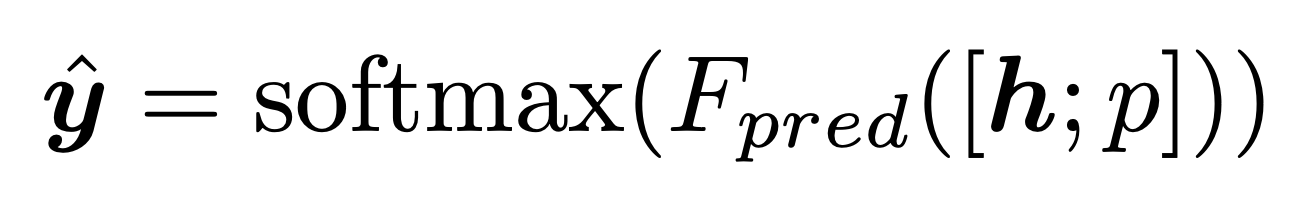 ŷ = softmax(F_pred([h; p]))